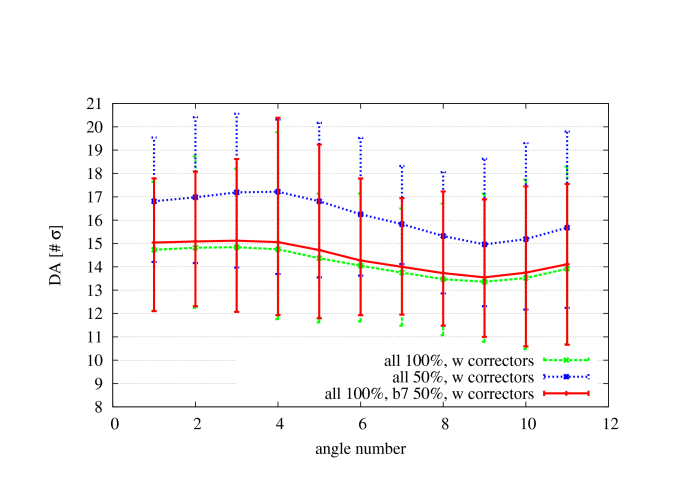 DA [# σ]
21
20
19
18
17
16
15
14
13
12
11
10
9
8
all 100%, w correctors
all 50%, w correctors
all 100%, b7 50%, w correctors
0 2 4 6 8 10 12
angle number